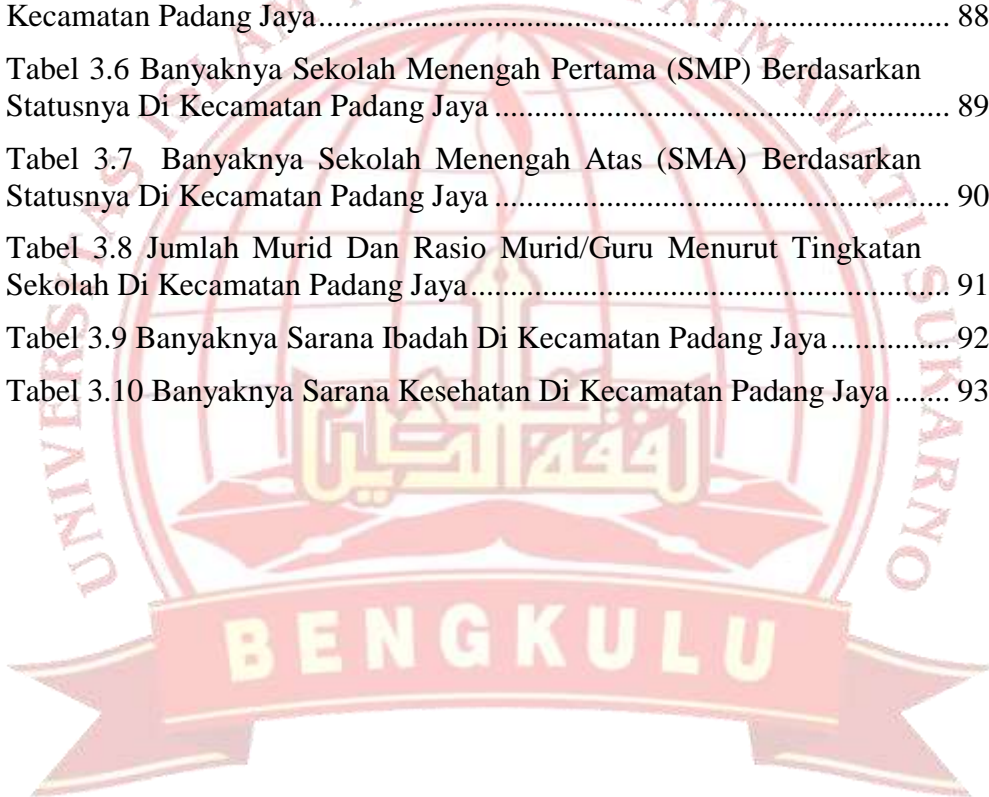 Kecamatan Padang Jaya.......................................................................................... 88
Tabel 3.6 Banyaknya Sekolah Menengah Pertama (SMP) Berdasarkan
Statusnya Di Kecamatan Padang Jaya ................................................................. 89
Tabel 3.7 Banyaknya Sekolah Menengah Atas (SMA) Berdasarkan
Statusnya Di Kecamatan Padang Jaya ................................................................. 90
Tabel 3.8 Jumlah Murid Dan Rasio Murid/Guru Menurut Tingkatan
Sekolah Di Kecamatan Padang Jaya.................................................................... 91
Tabel 3.9 Banyaknya Sarana Ibadah Di Kecamatan Padang Jaya .............. 92
Tabel 3.10 Banyaknya Sarana Kesehatan Di Kecamatan Padang Jaya ....... 93
SUKARNO
BENGKULU